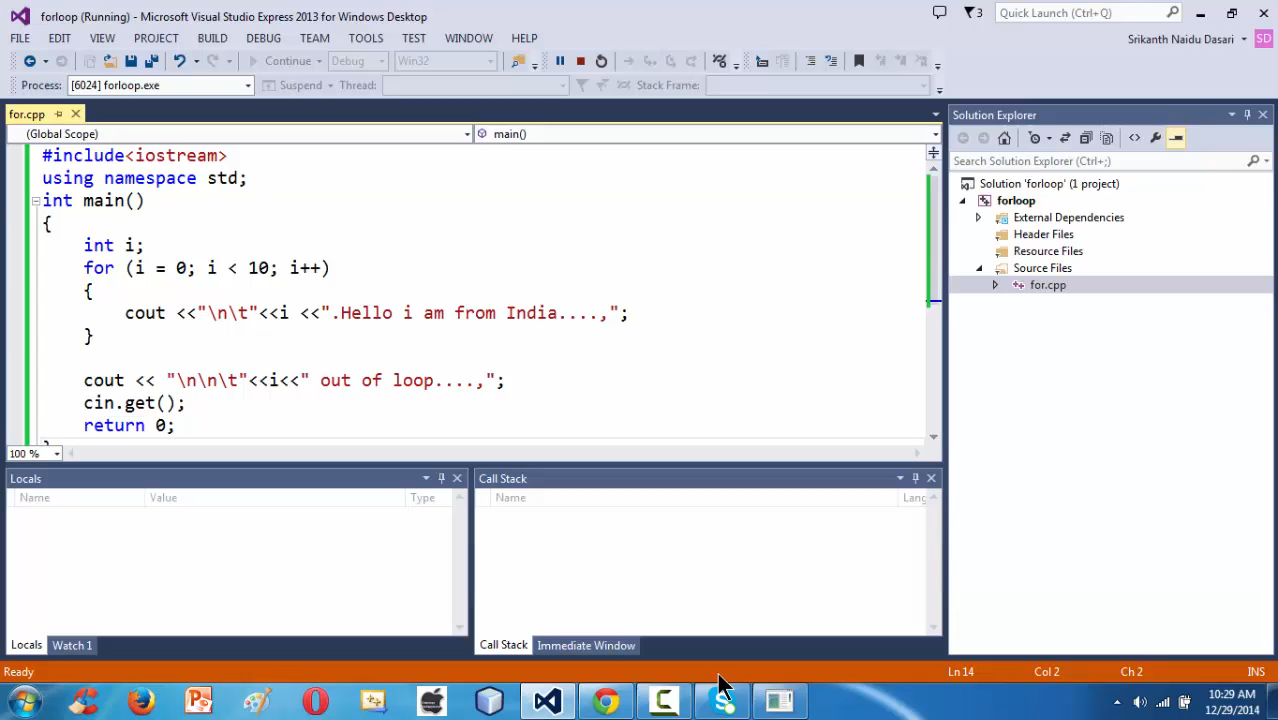 forloop (Running) - Microsoft Visual Studio Express 2013 for Windows Desktop
3
Quick Launch (Ctrl+Q)
FILE EDIT VIEW PROJECT BUILD DEBUG TEAM TOOLS TEST WINDOW HELP
Srikanth Naidu Dasari SD
Continue Debug Win32
Process: [6024] forloop.exe Suspend Thread: Stack Frame:
for.cpp
Solution Explorer
(Global Scope) main()
Search Solution Explorer (Ctrl+;)
#include<iostream>
using namespace std;
int main()
{
int i;
for (i = 0; i < 10; i++)
{
cout <<"\n\t"<<i <<".Hello i am from India....,";
}
cout << "\n\n\t"<<i<<" out of loop....,";
cin.get();
return 0;
}
Solution 'forloop' (1 project)
forloop
External Dependencies
Header Files
Resource Files
Source Files
for.cpp
100 %
Locals
Name Value Type
Call Stack
Name Lang
Locals Watch 1
Call Stack Immediate Window
Ready Ln 14 Col 2 Ch 2 INS
10:29 AM
12/29/2014